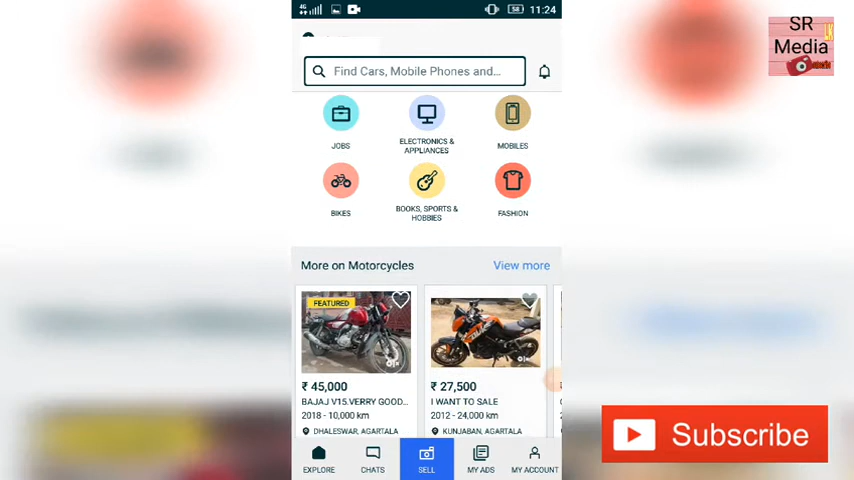 4G
58
11:24
SR
Media
Find Cars, Mobile Phones and...
JOBS
ELECTRONICS &
APPLIANCES
MOBILES
BIKES
BOOKS, SPORTS &
HOBBIES
FASHION
More on Motorcycles
View more
FEATURED
₹ 45,000
BAJAJ V15.VERRY GOOD...
2018 - 10,000 km
DHALESWAR, AGARTALA
₹ 27,500
I WANT TO SALE
2012 - 24,000 km
KUNJABAN, AGARTALA
Subscribe
EXPLORE
CHATS
SELL
MY ADS
MY ACCOUNT